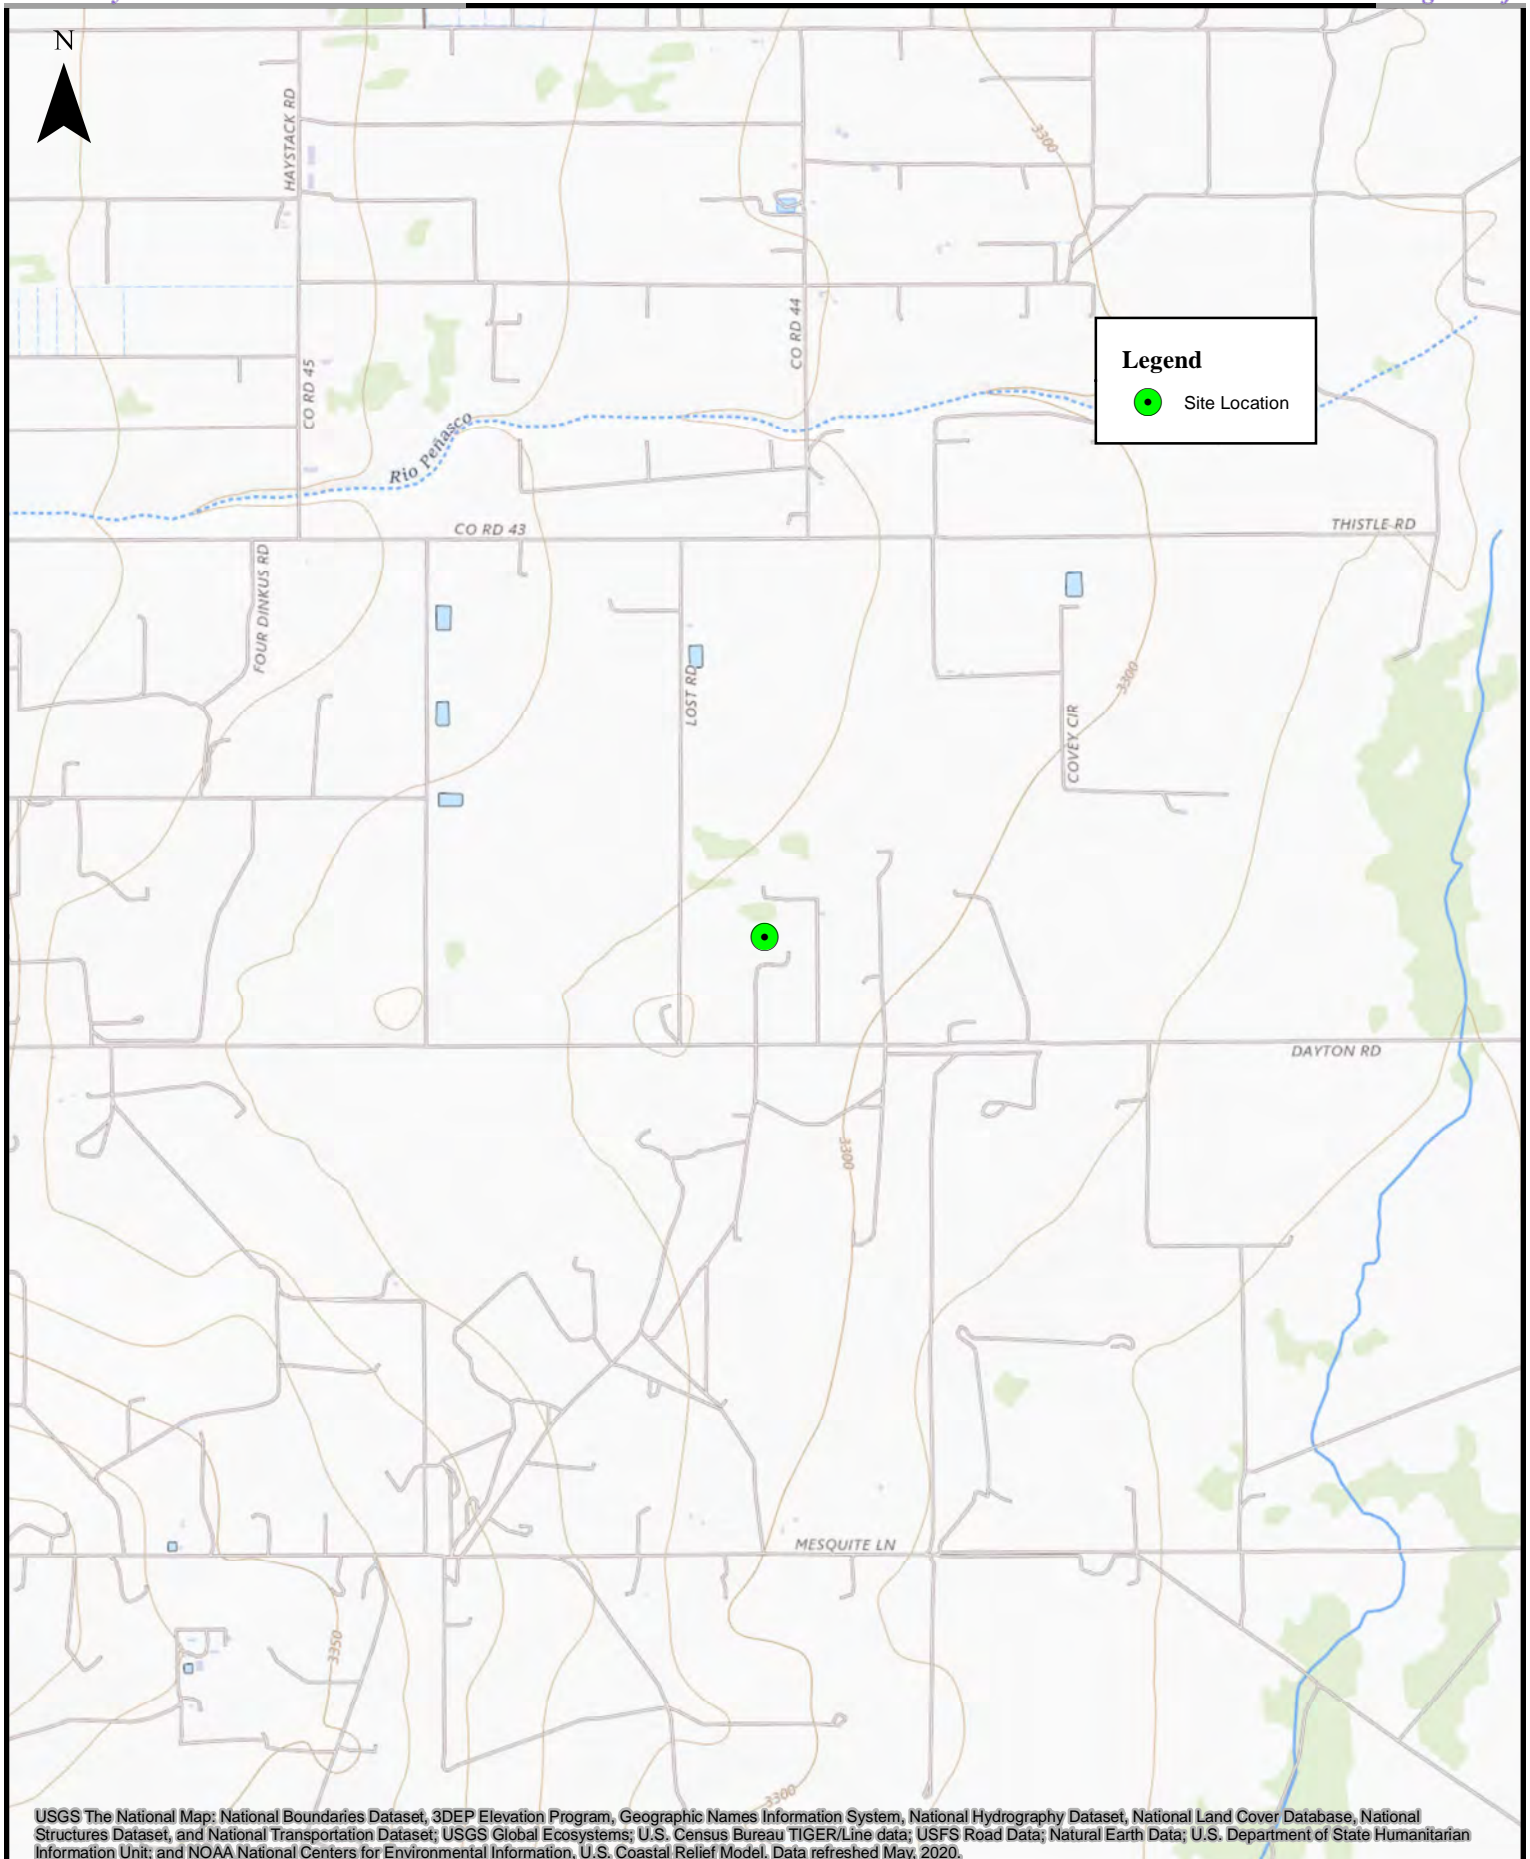 N
HAYSTACK RD
3300
CO RD 44
CO RD 45
Legend
Site Location
Rio Peñasco
CO RD 43
THISTLE RD
FOUR DINKUS RD
LOST RD
3300
COVEY CIR
DAYTON RD
3300
MESQUITE LN
3350
3300
USGS The National Map: National Boundaries Dataset, 3DEP Elevation Program, Geographic Names Information System, National Hydrography Dataset, National Land Cover Database, National
Structures Dataset, and National Transportation Dataset; USGS Global Ecosystems; U.S. Census Bureau TIGER/Line data; USFS Road Data; Natural Earth Data; U.S. Department of State Humanitarian
Information Unit; and NOAA National Centers for Environmental Information, U.S. Coastal Relief Model. Data refreshed May, 2020.